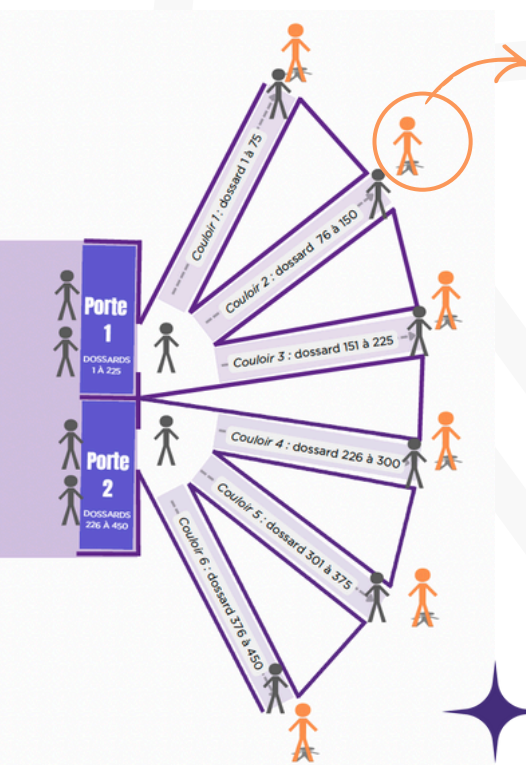 Couloir 1 : dossard 1 à 75
Couloir 2 : dossard 76 à 150
Couloir 3 : dossard 151 à 225
Porte
1
DOSSARDS
1 À 225
Couloir 4 : dossard 226 à 300
Porte
2
DOSSARDS
226 À 450
Couloir 5 : dossard 301 à 375
Couloir 6 : dossard 376 à 450